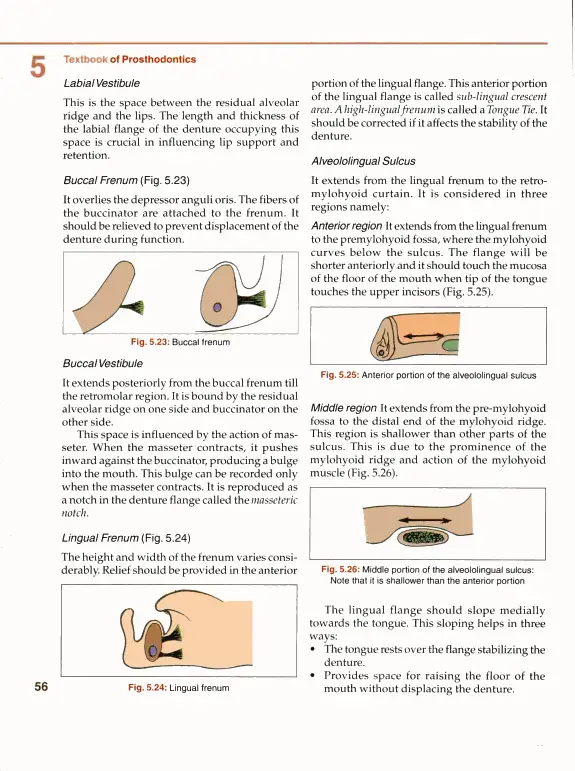 5
Textbook of Prosthodontics
Labial Vestibule
This is the space between the residual alveolar
ridge and the lips. The length and thickness of
the labial flange of the denture occupying this
space is crucial in influencing lip support and
retention.
Buccal Frenum (Fig. 5.23)
It overlies the depressor anguli oris. The fibers of
the buccinator are attached to the frenum. It
should be relieved to prevent displacement of the
denture during function.
Fig. 5.23: Buccal frenum
Buccal Vestibule
It extends posteriorly from the buccal frenum till
the retromolar region. It is bound by the residual
alveolar ridge on one side and buccinator on the
other side.
This space is influenced by the action of mas-
seter. When the masseter contracts, it pushes
inward against the buccinator, producing a bulge
into the mouth. This bulge can be recorded only
when the masseter contracts. It is reproduced as
a notch in the denture flange called the masseteric
notch.
Lingual Frenum (Fig. 5.24)
The height and width of the frenum varies consi-
derably. Relief should be provided in the anterior
Fig. 5.24: Lingual frenum
56
portion of the lingual flange. This anterior portion
of the lingual flange is called sub-lingual crescent
area. A high-lingual frenum is called a Tongue Tie. It
should be corrected if it affects the stability of the
denture.
Alveololingual Sulcus
It extends from the lingual frenum to the retro-
mylohyoid curtain. It is considered in three
regions namely:
Anterior region It extends from the lingual frenum
to the premylohyoid fossa, where the mylohyoid
curves below the sulcus. The flange will be
shorter anteriorly and it should touch the mucosa
of the floor of the mouth when tip of the tongue
touches the upper incisors (Fig. 5.25).
Fig. 5.25: Anterior portion of the alveololingual sulcus
Middle region It extends from the pre-mylohyoid
fossa to the distal end of the mylohyoid ridge.
This region is shallower than other parts of the
sulcus. This is due to the prominence of the
mylohyoid ridge and action of the mylohyoid
muscle (Fig. 5.26).
Fig. 5.26: Middle portion of the alveololingual sulcus:
Note that it is shallower than the anterior portion
The lingual flange should slope medially
towards the tongue. This sloping helps in three
ways:
• The tongue rests over the flange stabilizing the
denture.
• Provides space for raising the floor of the
mouth without displacing the denture.